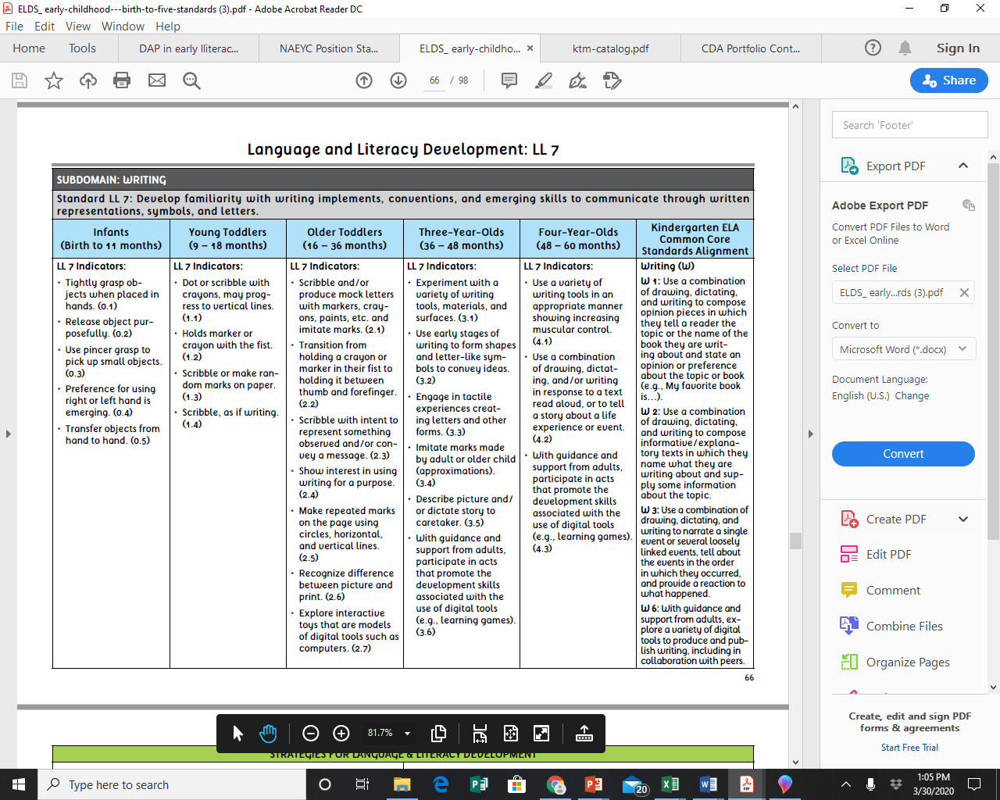 ELDS_ early-childhood---birth-to-five-standards (3).pdf - Adobe Acrobat Reader DC
File Edit View Window Help
Home Tools DAP in early lliterac... NAEYC Position Sta... ELDS_ early-childho... ktm-catalog.pdf CDA Portfolio Cont... Sign In
66 / 98 Share
Language and Literacy Development: LL 7
SUBDOMAIN: WRITING
Standard LL 7: Develop familiarity with writing implements, conventions, and emerging skills to communicate through written
representations, symbols, and letters.
Infants
(Birth to 11 months)
Young Toddlers
(9 – 18 months)
Older Toddlers
(16 – 36 months)
Three-Year-Olds
(36 – 48 months)
Four-Year-Olds
(48 – 60 months)
Kindergarten ELA
Common Core
Standards Alignment
LL 7 Indicators:
• Tightly grasp ob-
jects when placed in
hands. (0.1)
• Release object pur-
posefully. (0.2)
• Use pincer grasp to
pick up small objects.
(0.3)
• Preference for using
right or left hand is
emerging. (0.4)
• Transfer objects from
hand to hand. (0.5)
LL 7 Indicators:
• Dot or scribble with
crayons, may prog-
ress to vertical lines.
(1.1)
• Holds marker or
crayon with the fist.
(1.2)
• Scribble or make ran-
dom marks on paper.
(1.3)
• Scribble, as if writing.
(1.4)
LL 7 Indicators:
• Scribble and/or
produce mock letters
with markers, cray-
ons, paints, etc. and
imitate marks. (2.1)
• Transition from
holding a crayon or
marker in their fist to
holding it between
thumb and forefinger.
(2.2)
• Scribble with intent to
represent something
observed and/or con-
vey a message. (2.3)
• Show interest in using
writing for a purpose.
(2.4)
• Make repeated marks
on the page using
circles, horizontal,
and vertical lines.
(2.5)
• Recognize difference
between picture and
print. (2.6)
• Explore interactive
toys that are models
of digital tools such as
computers. (2.7)
LL 7 Indicators:
• Experiment with a
variety of writing
tools, materials, and
surfaces. (3.1)
• Use early stages of
writing to form shapes
and letter-like sym-
bols to convey ideas.
(3.2)
• Engage in tactile
experiences creat-
ing letters and other
forms. (3.3)
• Imitate marks made
by adult or older child
(approximations).
(3.4)
• Describe picture and/
or dictate story to
caretaker. (3.5)
• With guidance and
support from adults,
participate in acts
that promote the
development skills
associated with the
use of digital tools
(e.g., learning games).
(3.6)
LL 7 Indicators:
• Use a variety of
writing tools in an
appropriate manner
showing increasing
muscular control.
(4.1)
• Use a combination
of drawing, dictat-
ing, and/or writing
in response to a text
read aloud, or to tell
a story about a life
experience or event.
(4.2)
• With guidance and
support from adults,
participate in acts
that promote the
development skills
associated with the
use of digital tools
(e.g., learning games).
(4.3)
Writing (W)
W 1: Use a combination
of drawing, dictating,
and writing to compose
opinion pieces in which
they tell a reader the
topic or the name of the
book they are writ-
ing about and state an
opinion or preference
about the topic or book
(e.g., My favorite book
is...).
W 2: Use a combination
of drawing, dictating,
and writing to compose
informative/explana-
tory texts in which they
name what they are
writing about and sup-
ply some information
about the topic.
W 3: Use a combination of
drawing, dictating, and
writing to narrate a single
event or several loosely
linked events, tell about
the events in the order
in which they occurred,
and provide a reaction to
what happened.
W 6: With guidance and
support from adults, ex-
plore a variety of digital
tools to produce and pub-
lish writing, including in
collaboration with peers.
66
STRATEGIES FOR LANGUAGE & LITERACY DEVELOPMENT
81.7%
Search 'Footer'
Export PDF
Adobe Export PDF
Convert PDF Files to Word
or Excel Online
Select PDF File
ELDS_ early...rds (3).pdf
Convert to
Microsoft Word (*.docx)
Document Language:
English (U.S.) Change
Convert
Create PDF
Edit PDF
Comment
Combine Files
Organize Pages
Create, edit and sign PDF
forms & agreements
Start Free Trial
Type here to search
20
1:05 PM
3/30/2020